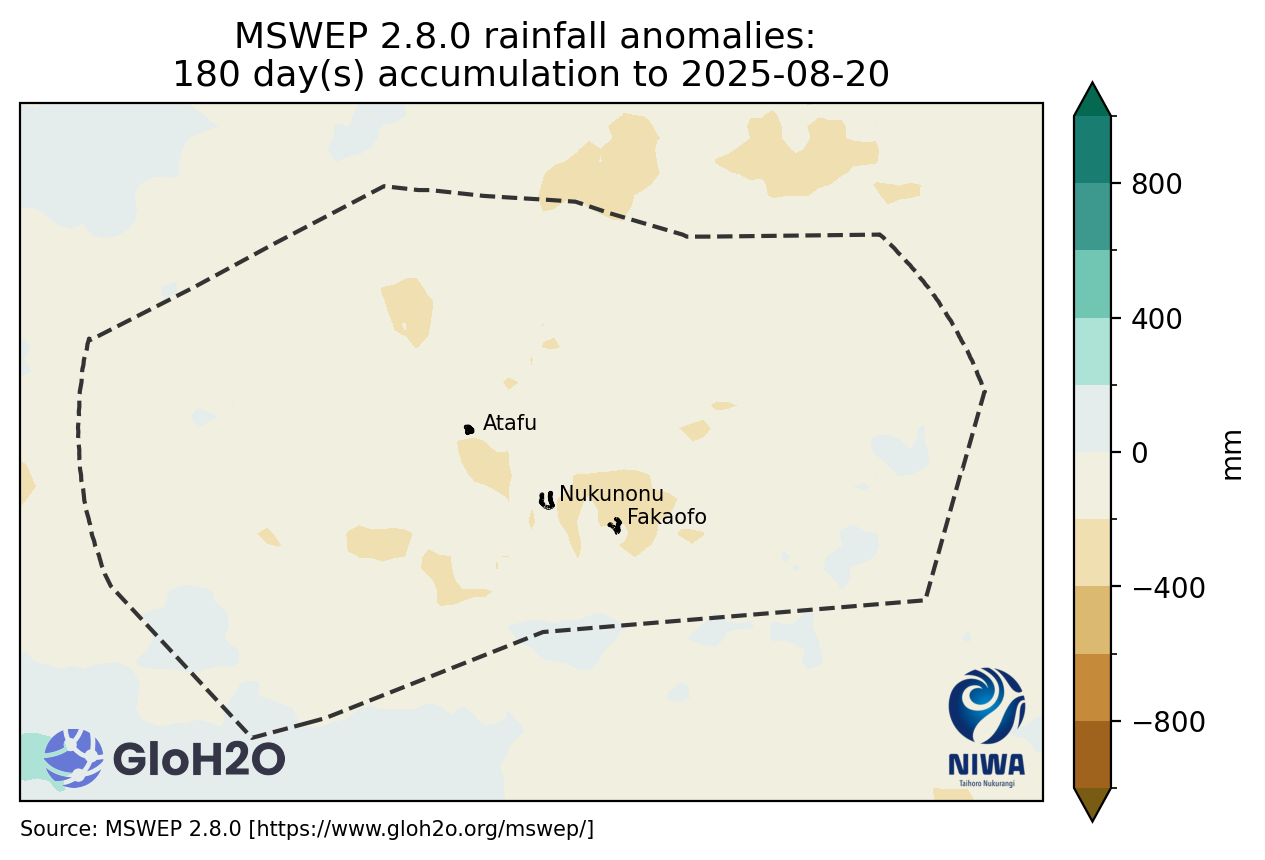 MSWEP 2.8.0 rainfall anomalies:
180 day(s) accumulation to 2025-08-20
800
400
0
−400
−800
mm
Atafu
Nukunonu
Fakaofo
GloH2O
NIWA
Taihoro Nukurangi
Source: MSWEP 2.8.0 [https://www.gloh2o.org/mswep/]